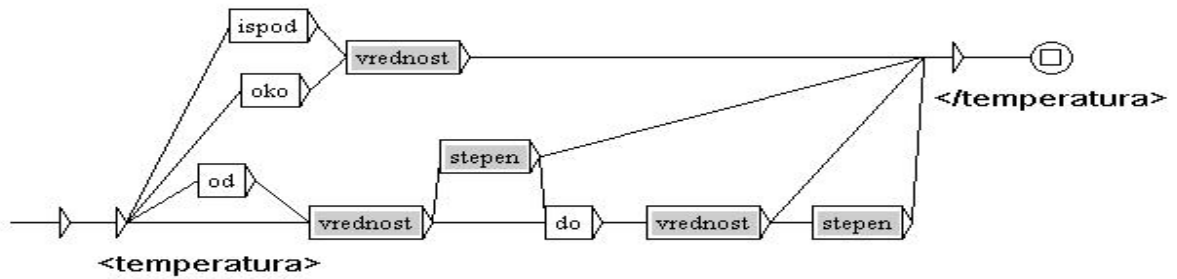 ispod
vrednost
oko
</temperatura>
stepen
od
vrednost
do
vrednost
stepen
<temperatura>